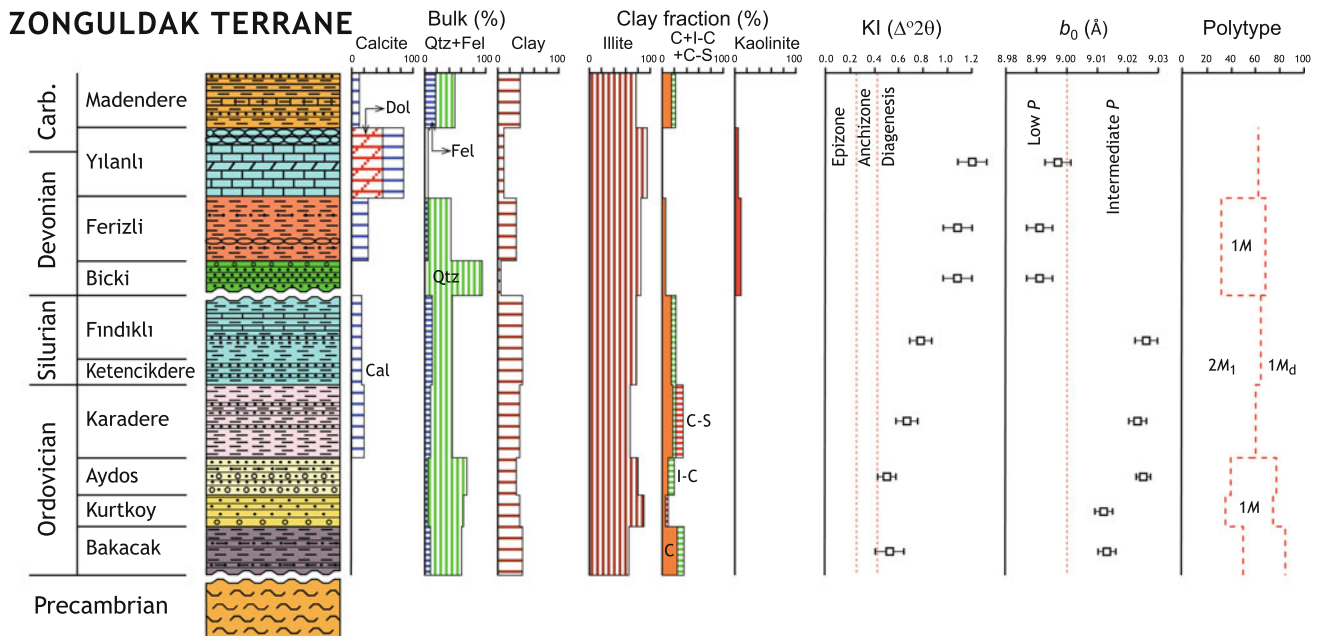 ZONGULDAK TERRANE
Bulk (%)
Clay fraction (%)
KI (Δ°2θ)
b₀ (Å)
Polytype
Calcite
Qtz+Fel
Clay
Illite
C+I-C
+C-S
Kaolinite
0 100
0 100
0 100
0 100
0 100
0 100
0.0 0.2 0.4 0.6 0.8 1.0 1.2
8.98 8.99 9.00 9.01 9.02 9.03
0 20 40 60 80 100
Carb.
Devonian
Silurian
Ordovician
Madendere
Yılanlı
Ferizli
Bicki
Fındıklı
Ketencikdere
Karadere
Aydos
Kurtkoy
Bakacak
Precambrian
Dol
Fel
Qtz
Cal
C-S
I-C
C
Epizone
Anchizone
Diagenesis
Low P
Intermediate P
1M
2M₁
1Md
1M